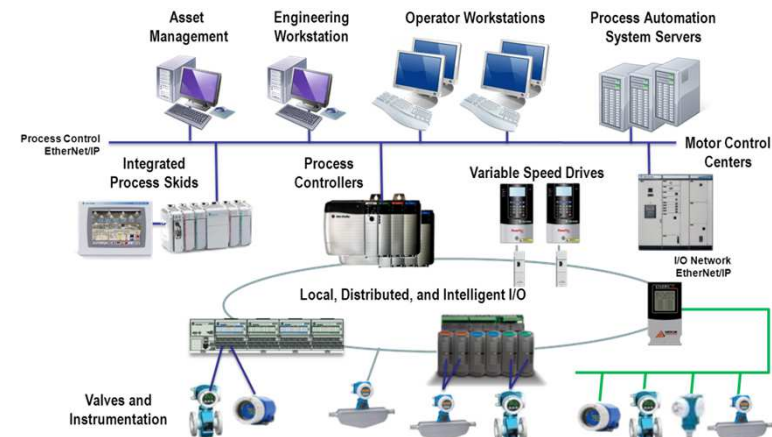 Asset
Management
Engineering
Workstation
Operator Workstations
Process Automation
System Servers
Process Control
EtherNet/IP
Integrated
Process Skids
Process
Controllers
Variable Speed Drives
Motor Control
Centers
I/O Network
EtherNet/IP
Local, Distributed, and Intelligent I/O
Valves and
Instrumentation